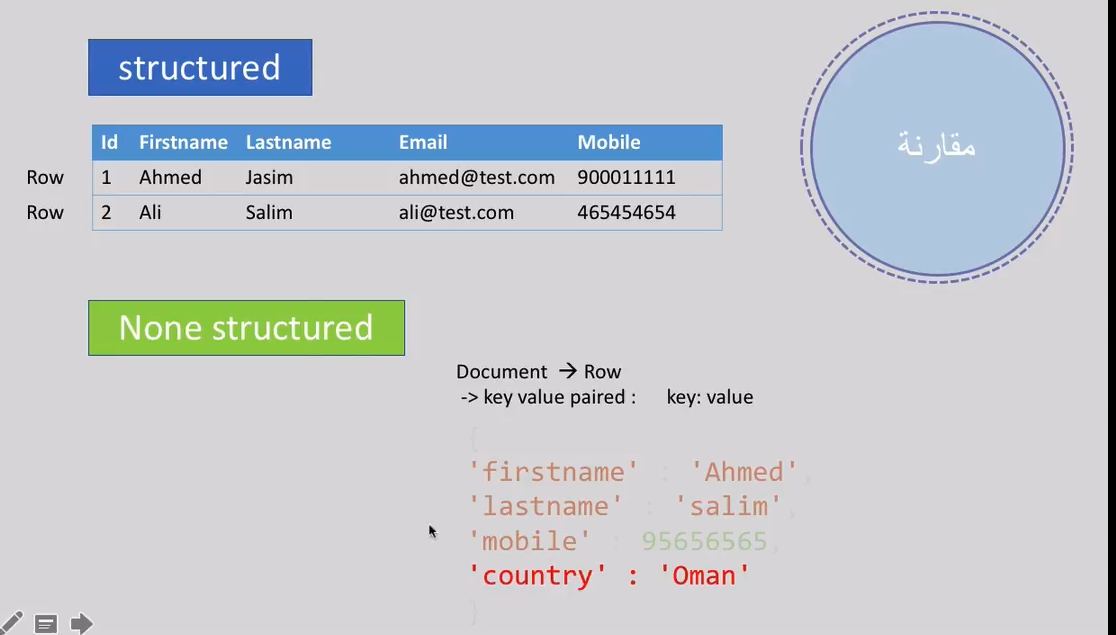 structured
مقارنة
Id Firstname Lastname Email Mobile
Row 1 Ahmed Jasim ahmed@test.com 900011111
Row 2 Ali Salim ali@test.com 465454654
None structured
Document → Row
-> key value paired : key: value
{
'firstname' : 'Ahmed',
'lastname' : 'salim',
'mobile' : 95656565,
'country' : 'Oman'
}